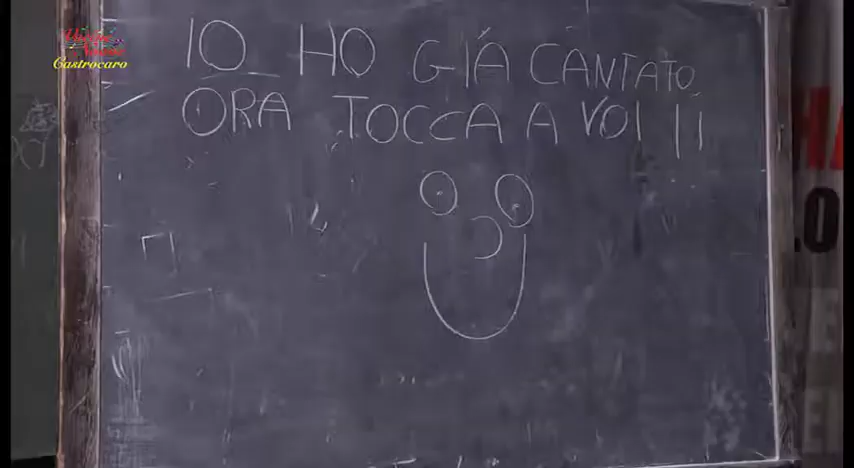 IO HO GIÁ CANTATO
ORA TOCCA A VOI !!
Castrocaro